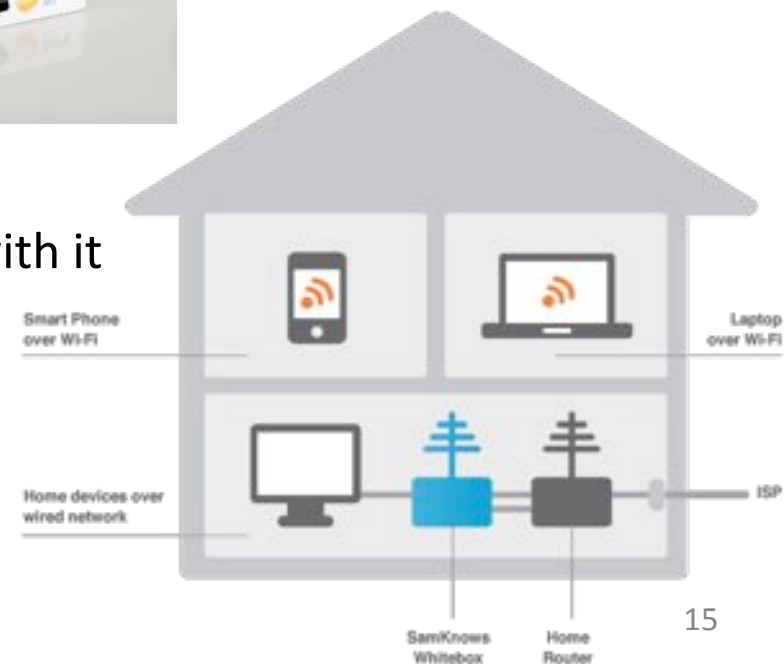 ith it
Smart Phone
over Wi-Fi
Laptop
over Wi-Fi
Home devices over
wired network
ISP
SamKnows
Whitebox
Home
Router
15